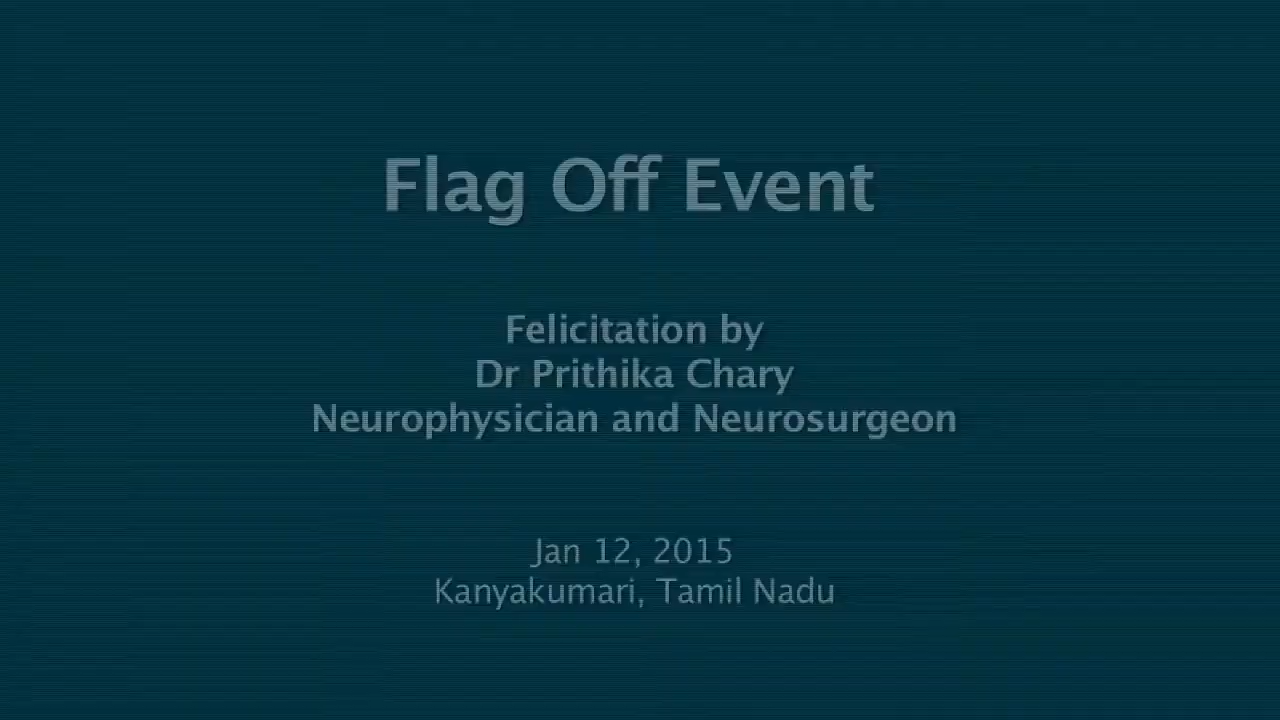 Flag Off Event
Felicitation by
Dr Prithika Chary
Neurophysician and Neurosurgeon
Jan 12, 2015
Kanyakumari, Tamil Nadu